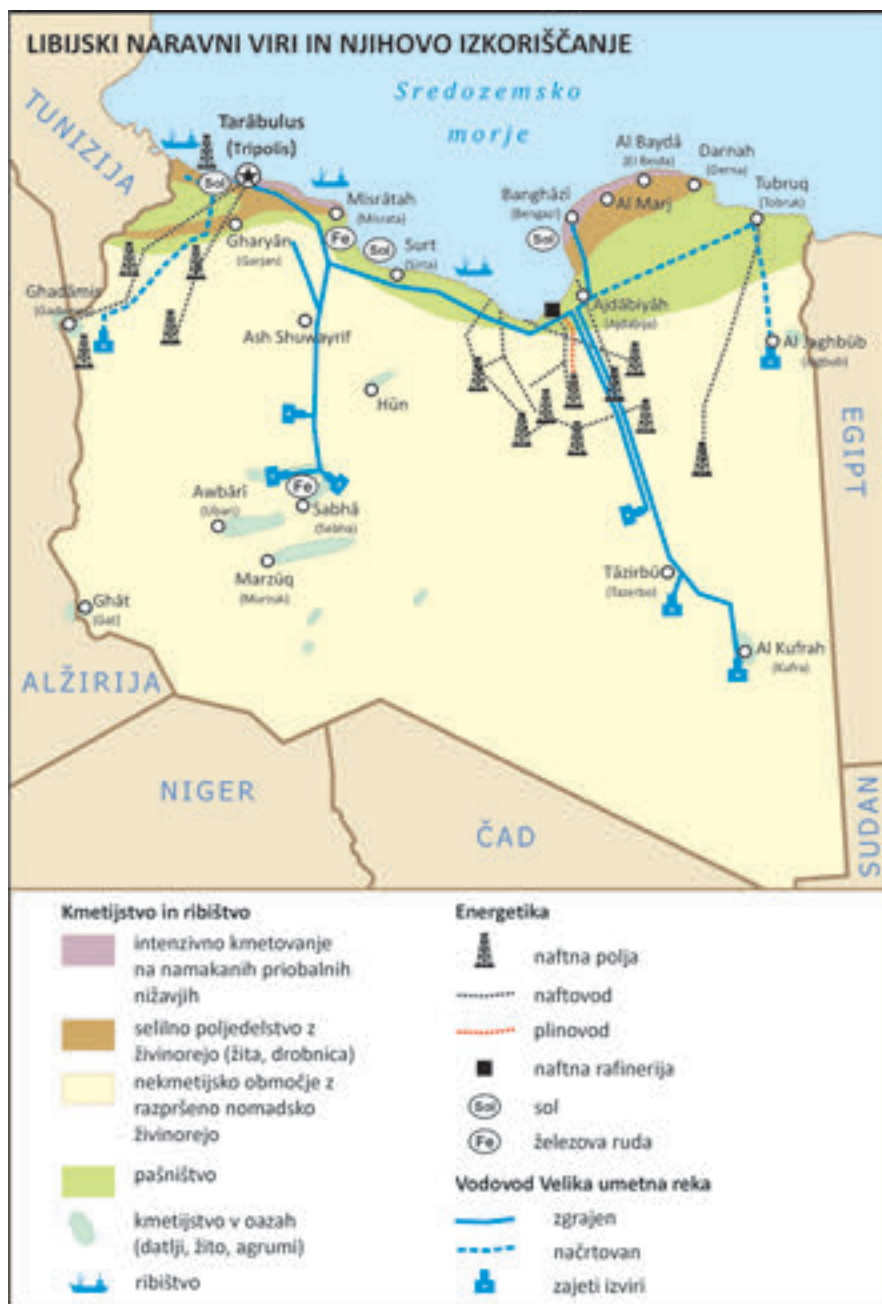 LIBIJSKI NARAVNI VIRI IN NJIHOVO IZKORIŠČANJE
TUNIZIJA
Sredozemsko
morje
Tarābulus
(Tripolis)
Sol
Misrātah
(Misrata)
Fe
Sol
Surt
(Sirta)
Gharyān
(Garjan)
Ghadāmis
Ash Shuwayrif
Hūn
Banghāzī
(Bengazi)
Sol
Al Baydā
(El Beida)
Al Marj
Darnah
(Derna)
Tubruq
(Tobruk)
Ajdābiyāh
(Ajdabija)
Al Jaghbūb
EGIPT
Fe
Awbārī
(Ubari)
Sabhā
(Sebha)
Marzūq
(Murzuk)
Ghāt
(Gat)
Tāzirbū
(Tazerbo)
Al Kufrah
(Kufra)
ALŽIRIJA
NIGER
ČAD
SUDAN
Kmetijstvo in ribištvo
intenzivno kmetovanje
na namakanih priobalnih
nižavjih
selilno poljedelstvo z
živinorejo (žita, drobnica)
nekmetijsko območje z
razpršeno nomadsko
živinorejo
pašništvo
kmetijstvo v oazah
(datlji, žito, agrumi)
ribištvo
Energetika
naftna polja
naftovod
plinovod
naftna rafinerija
Sol
sol
Fe
železova ruda
Vodovod Velika umetna reka
zgrajen
načrtovan
zajeti izviri